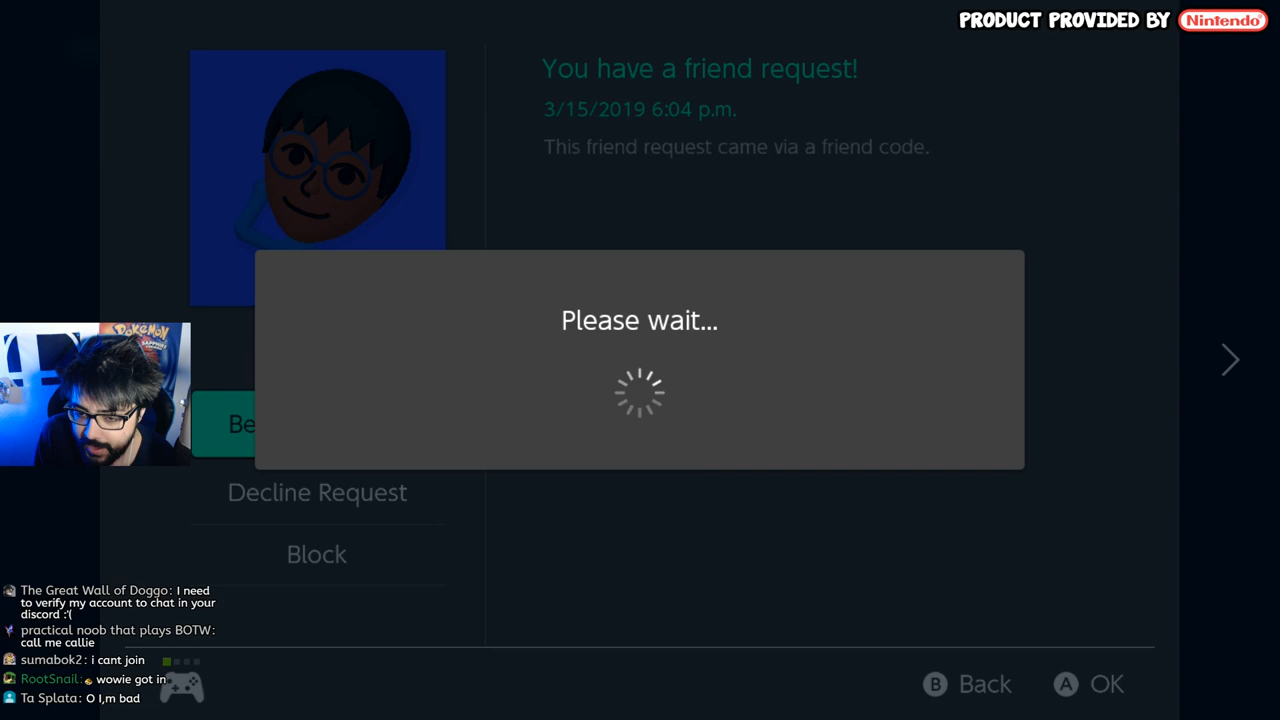 PRODUCT PROVIDED BY Nintendo
You have a friend request!
3/15/2019 6:04 p.m.
This friend request came via a friend code.
POKéMON
SAPPHIRE
Please wait...
Be
Decline Request
Block
The Great Wall of Doggo: I need
to verify my account to chat in your
discord :'(
practical noob that plays BOTW:
call me callie
sumabok2: i cant join
RootSnail: wowie got in
Ta Splata: O I,m bad
B Back A OK